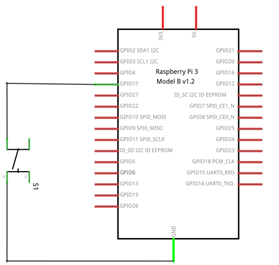 3V3
5V
Raspberry Pi 3
Model B v1.2
GPIO2 SDA1 I2C
GPIO3 SCL1 I2C
GPIO4
GPIO17
GPIO27
GPIO22
GPIO10 SPI0_MOSI
GPIO9 SPI0_MISO
GPIO11 SPI0_SCLK
ID_SD I2C ID EEPROM
GPIO5
GPIO6
GPIO13
GPIO19
GPIO26
GPIO21
GPIO20
GPIO16
GPIO12
ID_SC I2C ID EEPROM
GPIO7 SPI0_CE1_N
GPIO8 SPI0_CE0_N
GPIO25
GPIO24
GPIO23
GPIO18 PCM_CLK
GPIO15 UART0_RXD
GPIO14 UART0_TXD
GND
S1